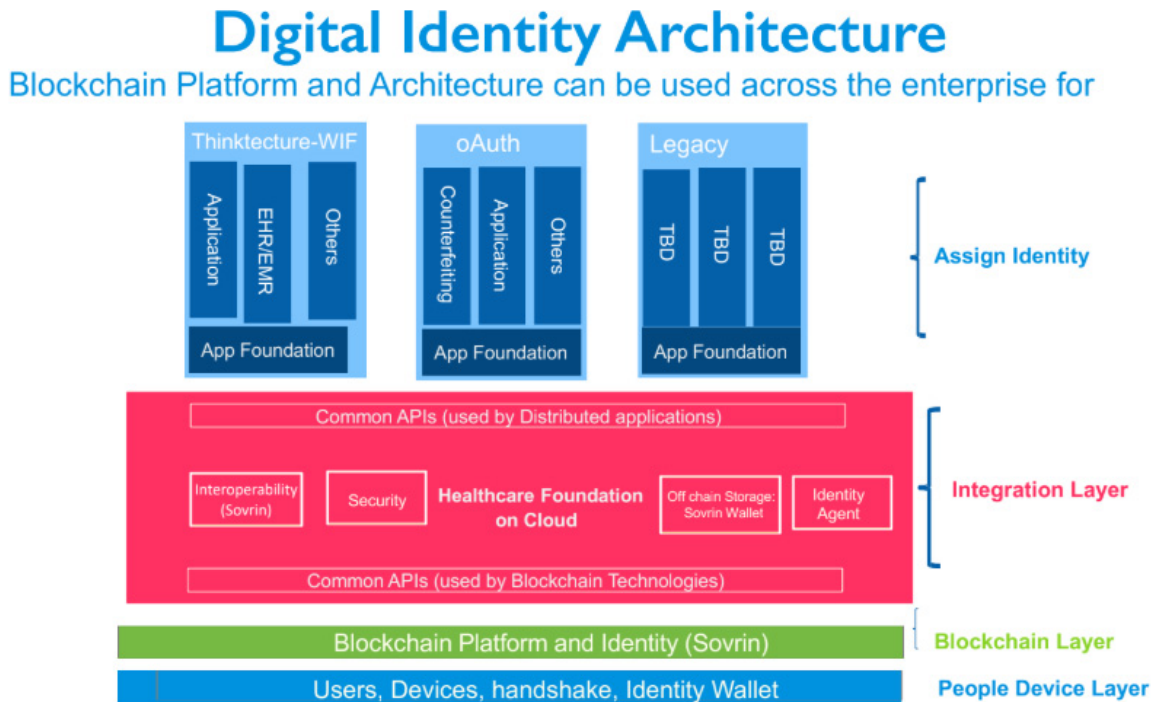 Digital Identity Architecture
Blockchain Platform and Architecture can be used across the enterprise for
Thinktecture-WIF
Application
EHR/EMR
Others
App Foundation
oAuth
Counterfeiting
Application
Others
App Foundation
Legacy
TBD
TBD
TBD
App Foundation
Assign Identity
Common APIs (used by Distributed applications)
Interoperability
(Sovrin)
Security
Healthcare Foundation
on Cloud
Off chain Storage:
Sovrin Wallet
Identity
Agent
Integration Layer
Common APIs (used by Blockchain Technologies)
Blockchain Platform and Identity (Sovrin)
Blockchain Layer
Users, Devices, handshake, Identity Wallet
People Device Layer